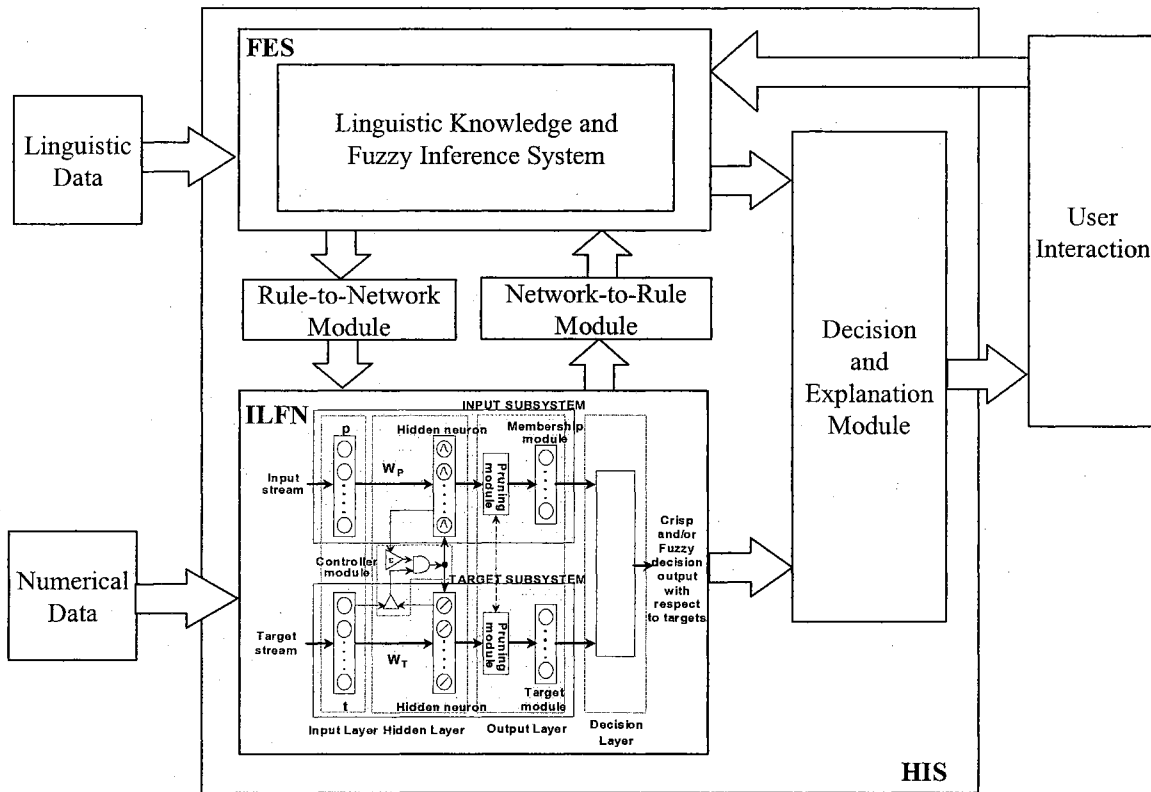 FES
Linguistic Knowledge and
Fuzzy Inference System
Linguistic
Data
User
Interaction
Rule-to-Network
Module
Network-to-Rule
Module
Decision
and
Explanation
Module
ILFN
INPUT SUBSYSTEM
p
Hidden neuron
Membership
module
Input
stream
W_P
Pruning
module
Controller
module
ε
TARGET SUBSYSTEM
Crisp
and/or
Fuzzy
decision
output
with
respect
to targets
Numerical
Data
Target
stream
W_T
Pruning
module
t
Hidden neuron
Target
module
Input Layer
Hidden Layer
Output Layer
Decision
Layer
HIS